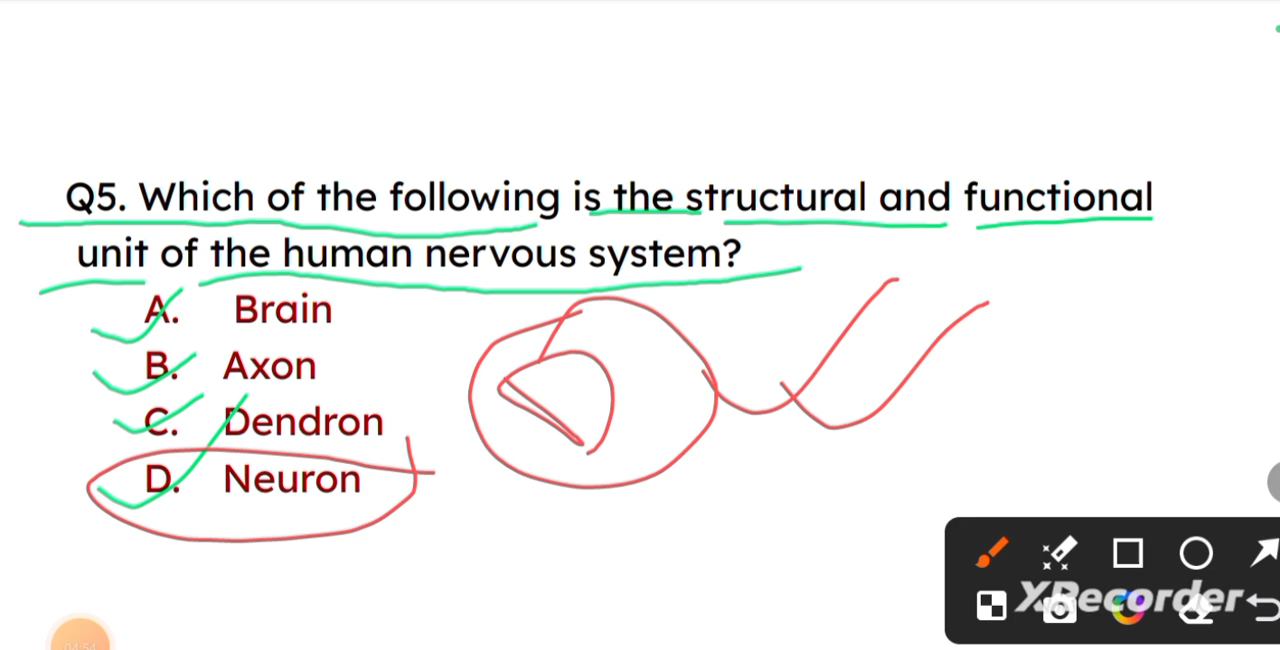 Q5. Which of the following is the structural and functional
unit of the human nervous system?
A. Brain
B. Axon
C. Dendron
D. Neuron
XRecorder